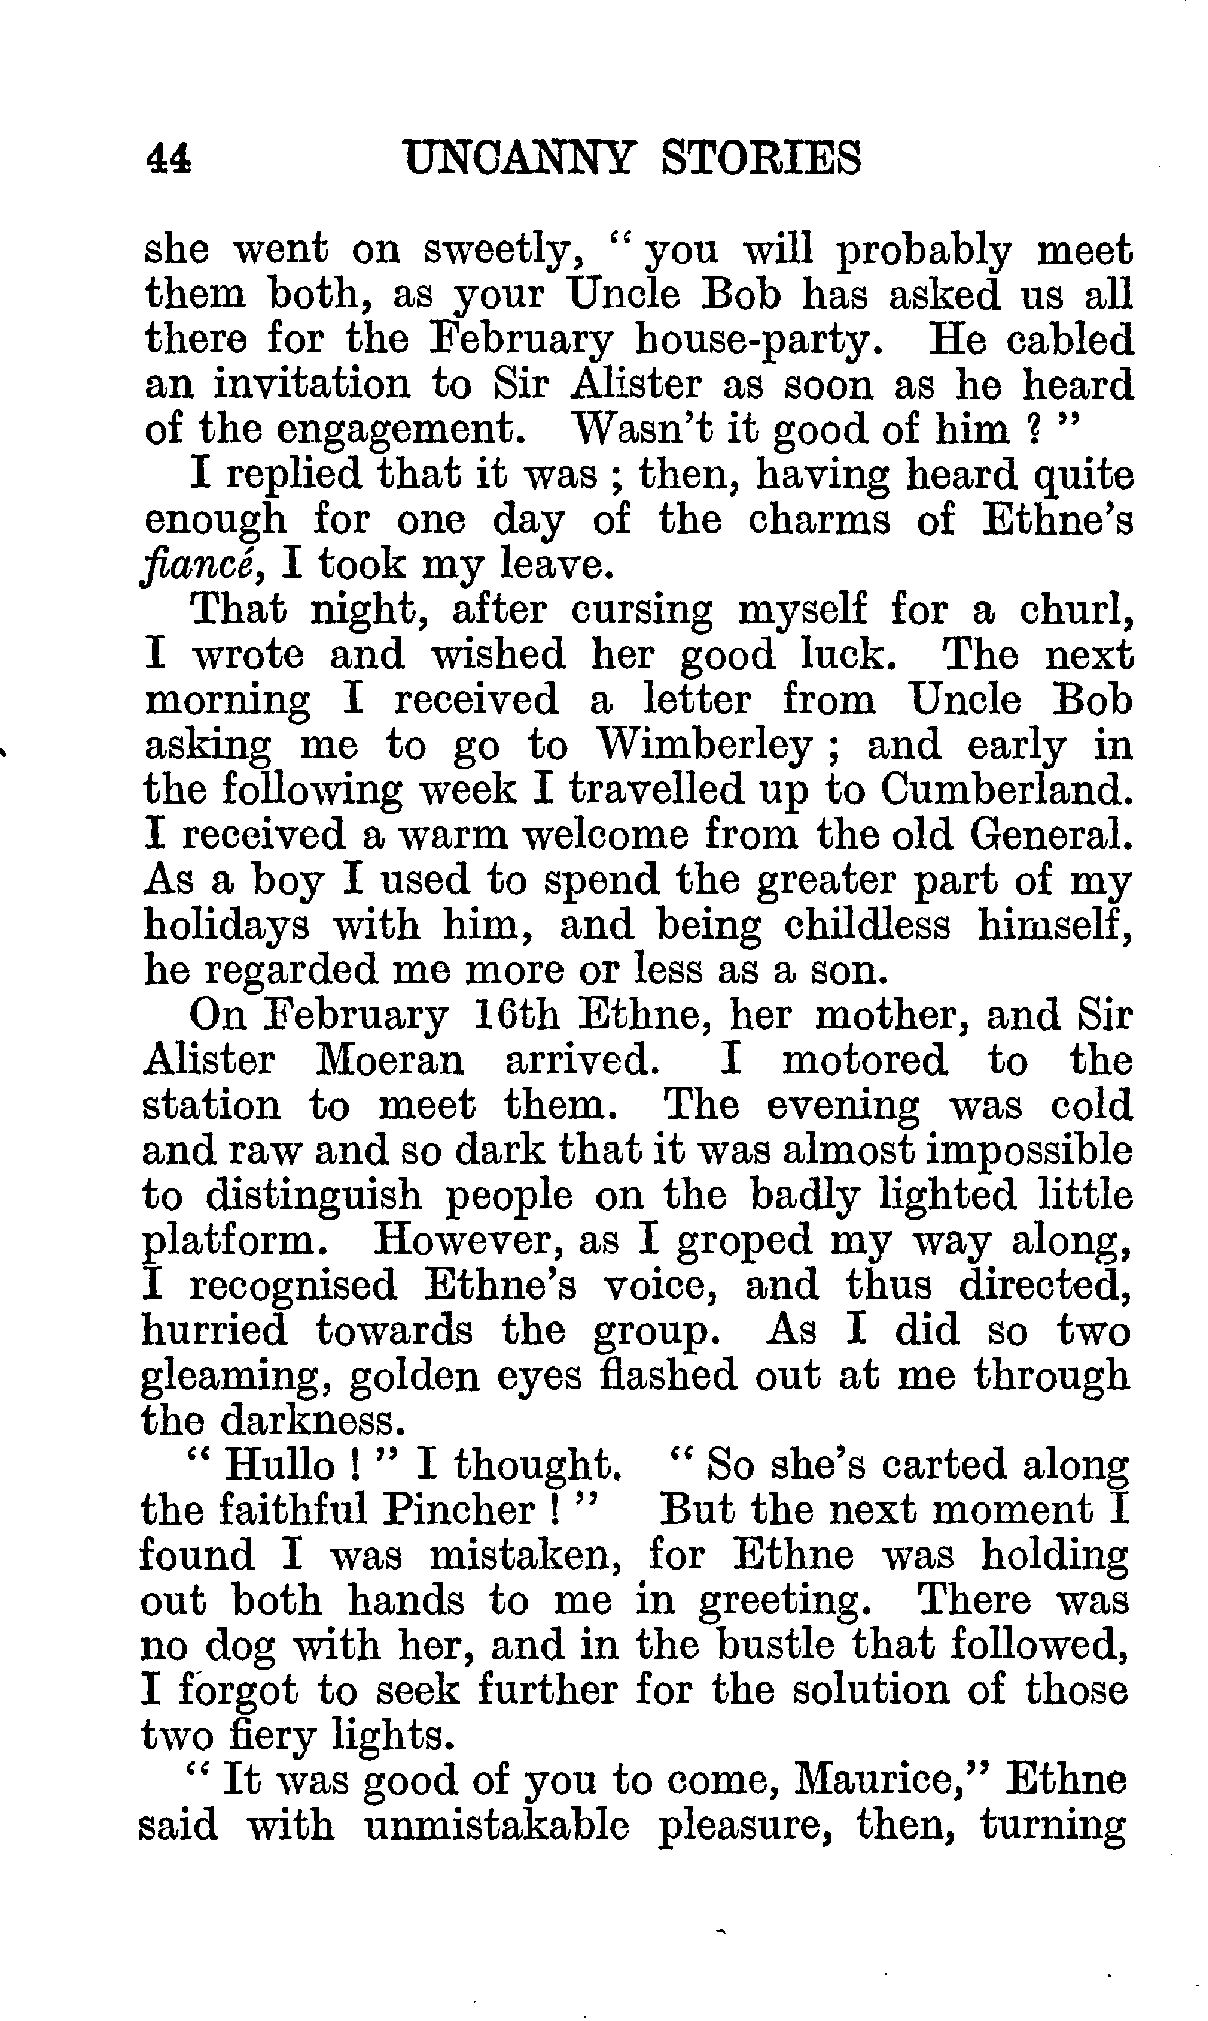 44 UNCANNY STORIES
she went on sweetly, “ you will probably meet
them both, as your Uncle Bob has asked us all
there for the February house-party. He cabled
an invitation to Sir Alister as soon as he heard
of the engagement. Wasn’t it good of him ? ”
I replied that it was ; then, having heard quite
enough for one day of the charms of Ethne’s
fiancé, I took my leave.
That night, after cursing myself for a churl,
I wrote and wished her good luck. The next
morning I received a letter from Uncle Bob
asking me to go to Wimberley ; and early in
the following week I travelled up to Cumberland.
I received a warm welcome from the old General.
As a boy I used to spend the greater part of my
holidays with him, and being childless himself,
he regarded me more or less as a son.
On February 16th Ethne, her mother, and Sir
Alister Moeran arrived. I motored to the
station to meet them. The evening was cold
and raw and so dark that it was almost impossible
to distinguish people on the badly lighted little
platform. However, as I groped my way along,
I recognised Ethne’s voice, and thus directed,
hurried towards the group. As I did so two
gleaming, golden eyes flashed out at me through
the darkness.
“ Hullo ! ” I thought. “ So she’s carted along
the faithful Pincher ! ” But the next moment I
found I was mistaken, for Ethne was holding
out both hands to me in greeting. There was
no dog with her, and in the bustle that followed,
I forgot to seek further for the solution of those
two fiery lights.
“ It was good of you to come, Maurice,” Ethne
said with unmistakable pleasure, then, turning